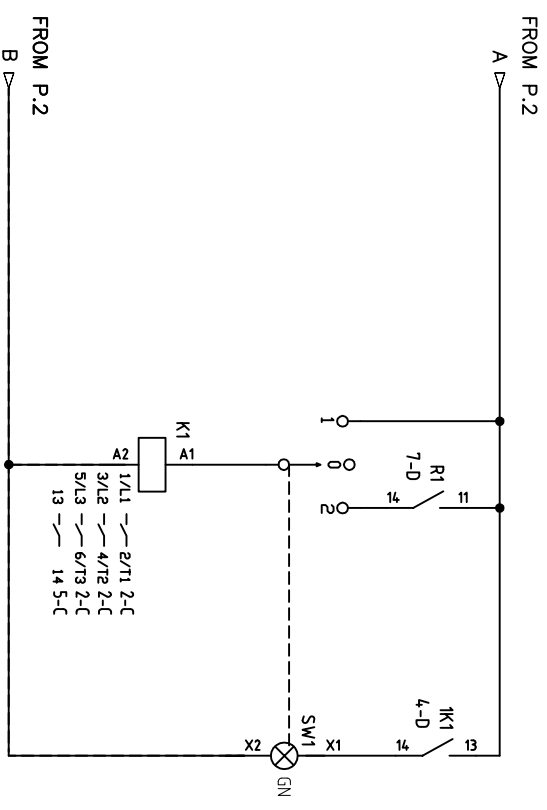 FROM P.2
A
FROM P.2
B
1
0
2
R1
7-D
14
11
K1
A2
A1
1/L1 2/T1 2-C
3/L2 4/T2 2-C
5/L3 6/T3 2-C
13 14 5-C
1K1
4-D
14
13
SW1
X2
X1
GN